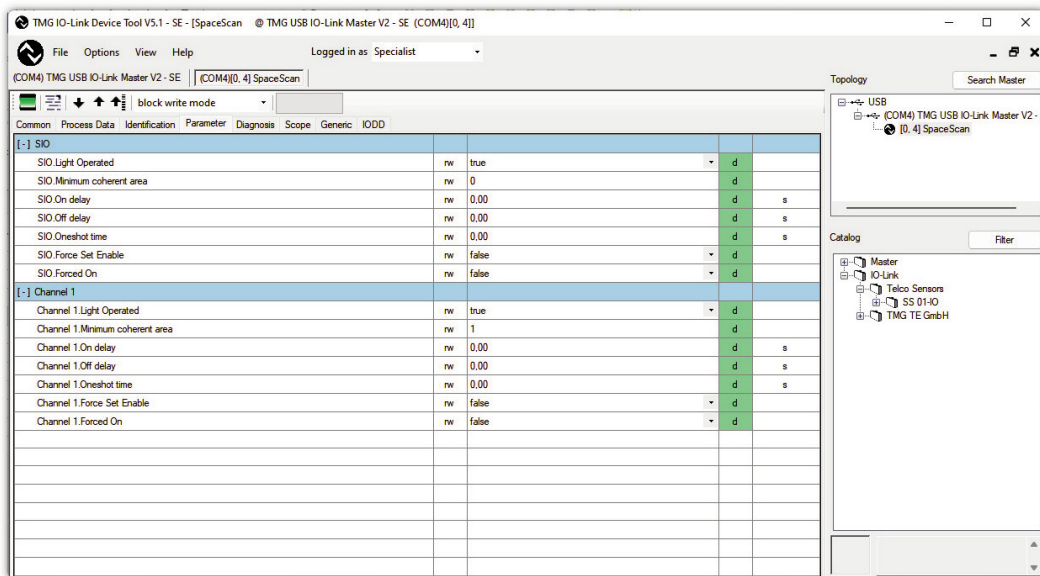 TMG IO-Link Device Tool V5.1 - SE - [SpaceScan @ TMG USB IO-Link Master V2 - SE (COM4)[0, 4]]
File Options View Help Logged in as Specialist
(COM4) TMG USB IO-Link Master V2 - SE (COM4)[0, 4] SpaceScan
block write mode
Common Process Data Identification Parameter Diagnosis Scope Generic IODD
[-] SIO
SIO.Light Operated rw true d
SIO.Minimum coherent area rw 0 d
SIO.On delay rw 0,00 d s
SIO.Off delay rw 0,00 d s
SIO.Oneshot time rw 0,00 d s
SIO.Force Set Enable rw false d
SIO.Forced On rw false d
[-] Channel 1
Channel 1.Light Operated rw true d
Channel 1.Minimum coherent area rw 1 d
Channel 1.On delay rw 0,00 d s
Channel 1.Off delay rw 0,00 d s
Channel 1.Oneshot time rw 0,00 d s
Channel 1.Force Set Enable rw false d
Channel 1.Forced On rw false d
Topology Search Master
USB
(COM4) TMG USB IO-Link Master V2 -
[0, 4] SpaceScan
Catalog Filter
Master
IO-Link
Telco Sensors
SS 01-IO
TMG TE GmbH